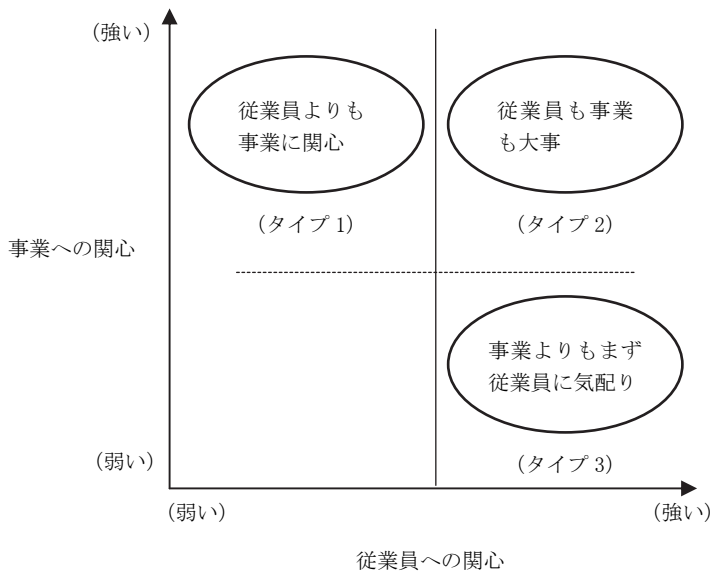 (強い)
従業員よりも
事業に関心
従業員も事業
も大事
(タイプ 1)
(タイプ 2)
事業への関心
事業よりもまず
従業員に気配り
(弱い)
(タイプ 3)
(弱い)
(強い)
従業員への関心